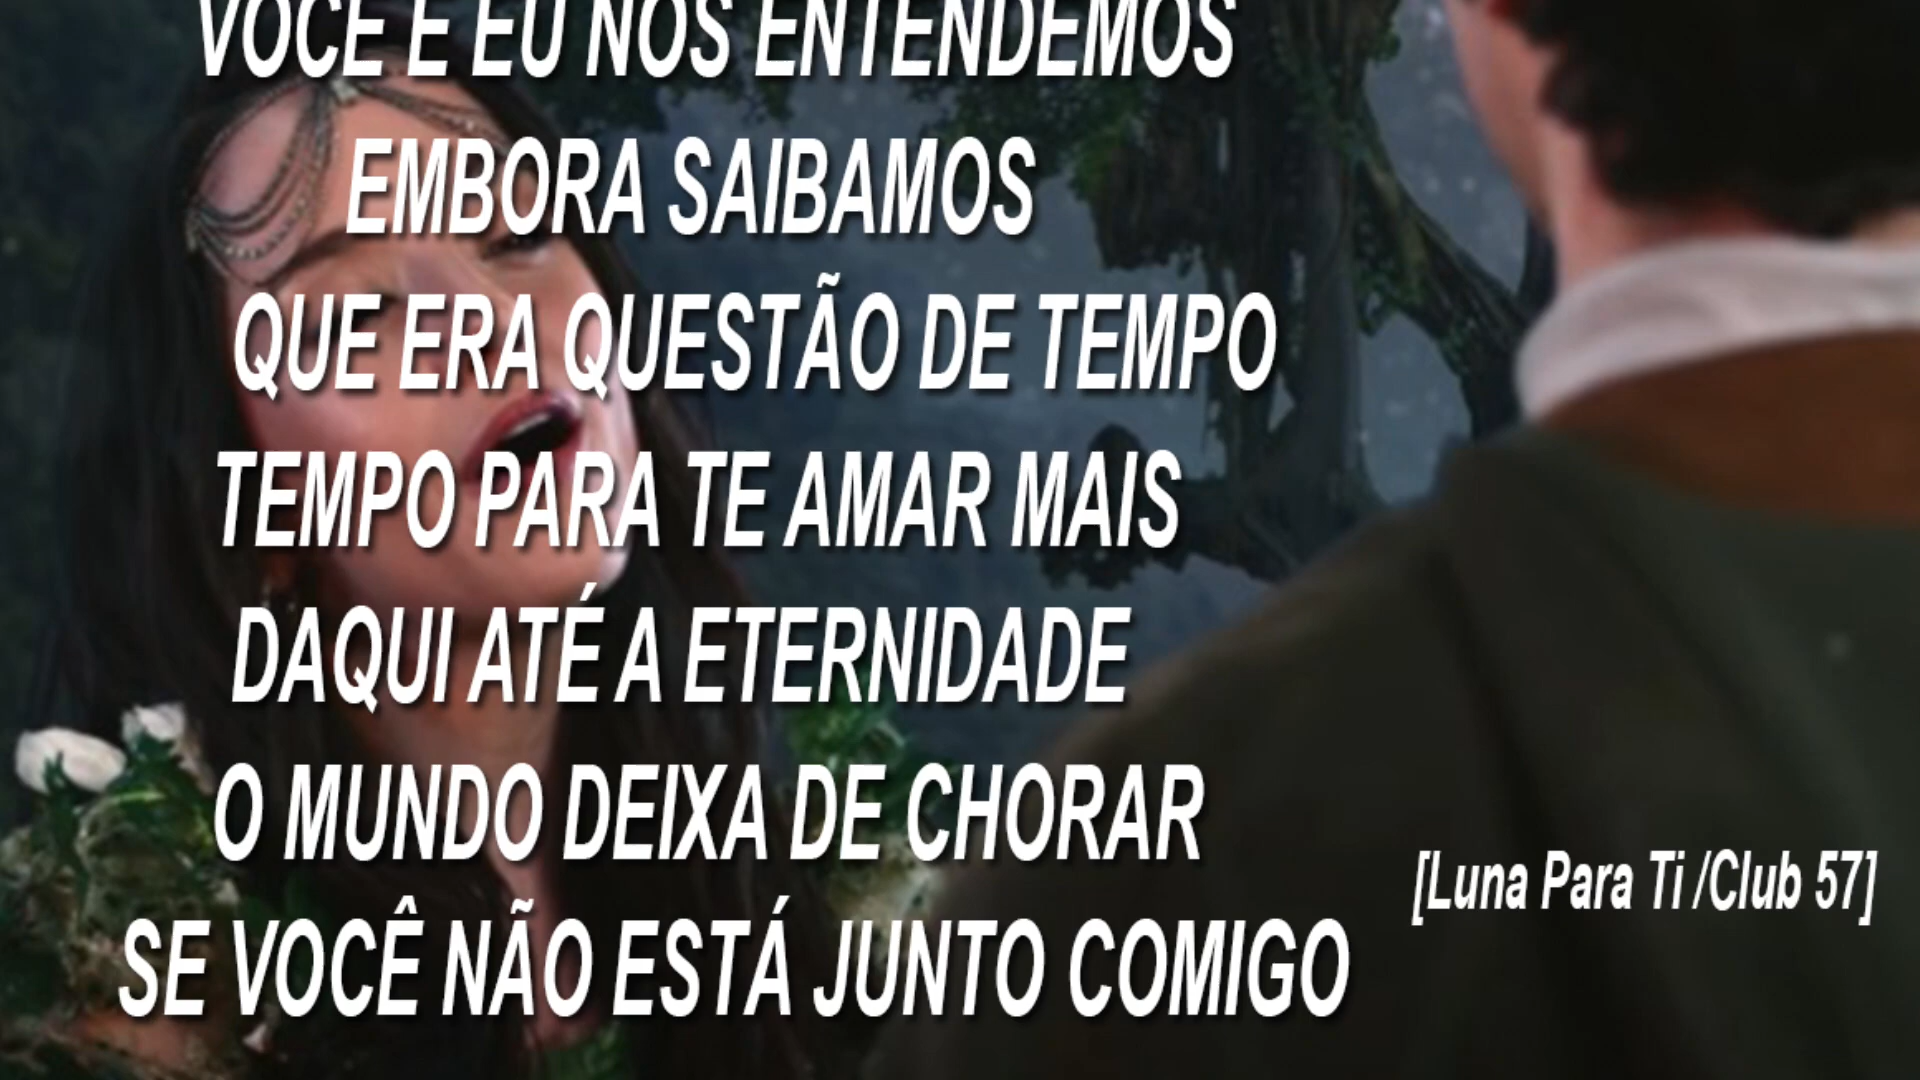 VOCÊ E EU NOS ENTENDEMOS
EMBORA SAIBAMOS
QUE ERA QUESTÃO DE TEMPO
TEMPO PARA TE AMAR MAIS
DAQUI ATÉ A ETERNIDADE
O MUNDO DEIXA DE CHORAR
SE VOCÊ NÃO ESTÁ JUNTO COMIGO
[Luna Para Ti /Club 57]